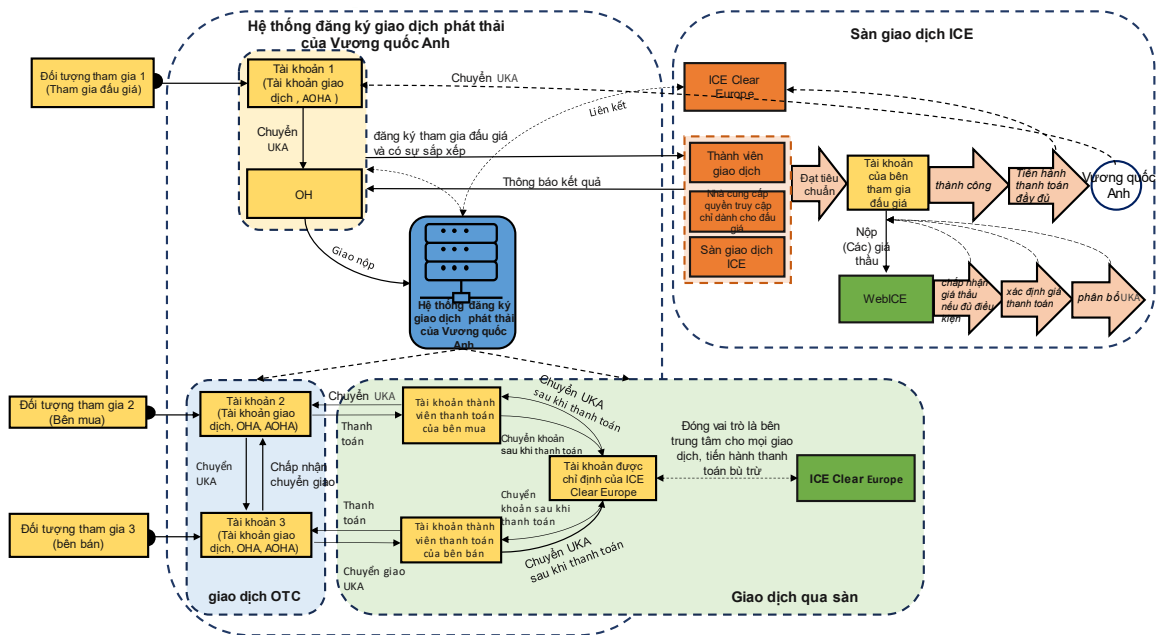 Hệ thống đăng ký giao dịch phát thải
của Vương quốc Anh
Sàn giao dịch ICE
Đối tượng tham gia 1
(Tham gia đấu giá)
Tài khoản 1
(Tài khoản giao
dịch , AOHA )
Chuyển UKA
Chuyển
UKA
OH
Giao nộp
đăng ký tham gia đấu giá
và có sự sắp xếp
Thông báo kết quả
Liên kết
ICE Clear
Europe
Thành viên
giao dịch
Nhà cung cấp
quyền truy cập
chỉ dành cho đấu
giá
Sàn giao dịch
ICE
Đạt tiêu
chuẩn
Tài khoản
của bên
tham gia
đấu giá
thành công
Tiến hành
thanh toán
đầy đủ
Vương quốc
Anh
Nộp
(Các) giá
thầu
WebICE
chấp nhận
giá thầu
nếu đủ điều
kiện
xác định giá
thanh toán
phân bổ UKA
Hệ thống đăng ký
giao dịch phát thải
của Vương quốc
Anh
Đối tượng tham gia 2
(Bên mua)
Tài khoản 2
(Tài khoản giao
dịch, OHA, AOHA)
Chuyển UKA
Thanh
toán
Tài khoản thành
viên thanh toán
của bên mua
Chuyển UKA
sau khi thanh toán
Chuyển khoản
sau khi thanh toán
Đóng vai trò là bên
trung tâm cho mọi giao
dịch, tiến hành thanh
toán bù trừ
Chuyển
UKA
Chấp nhận
chuyển giao
Tài khoản được
chỉ định của ICE
Clear Europe
ICE Clear Europe
Đối tượng tham gia 3
(bên bán)
Tài khoản 3
(Tài khoản giao
dịch, OHA, AOHA)
Thanh
toán
Chuyển giao
UKA
Tài khoản thành
viên thanh toán
của bên bán
Chuyển
khoản sau khi
thanh toán
Chuyển UKA
sau khi thanh toán
giao dịch OTC
Giao dịch qua sàn